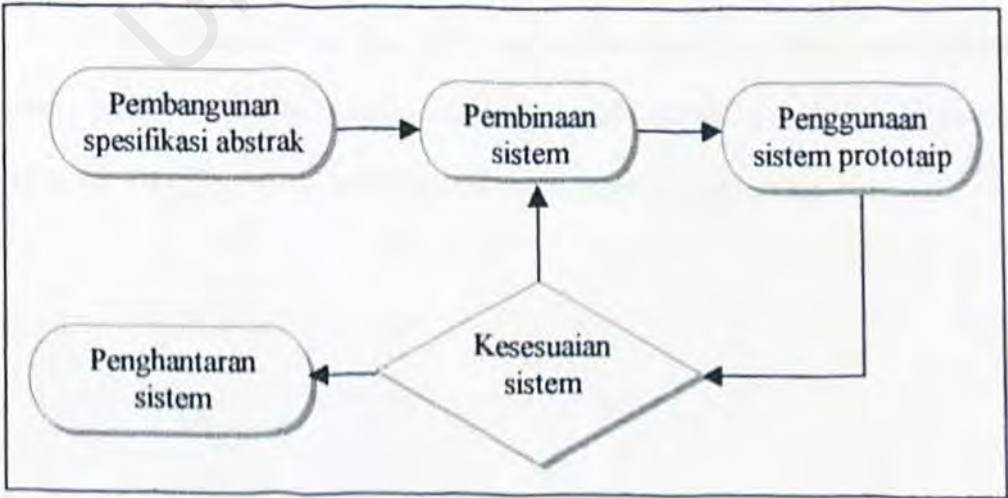 Pembangunan
spesifikasi abstrak
Pembinaan
sistem
Penggunaan
sistem prototaip
Kesesuaian
sistem
Penghantaran
sistem